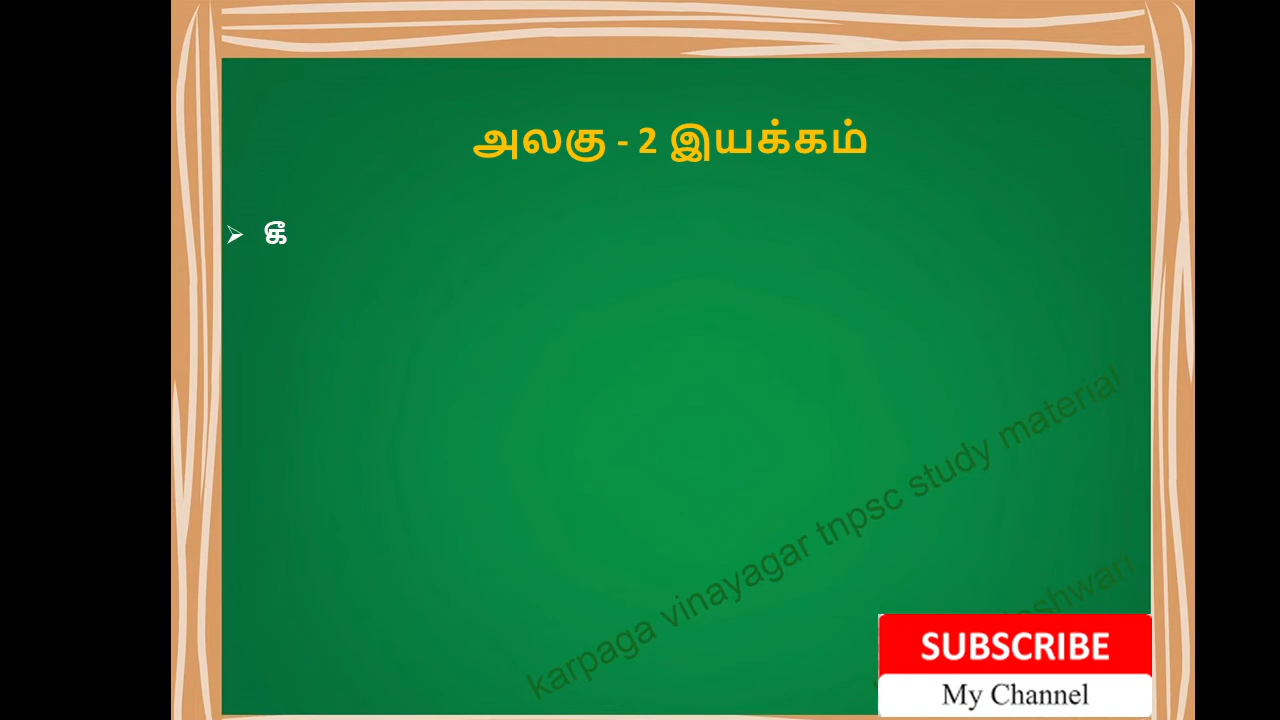 அலகு - 2 இயக்கம்
karpaga vinayagar tnpsc study material
SUBSCRIBE
My Channel